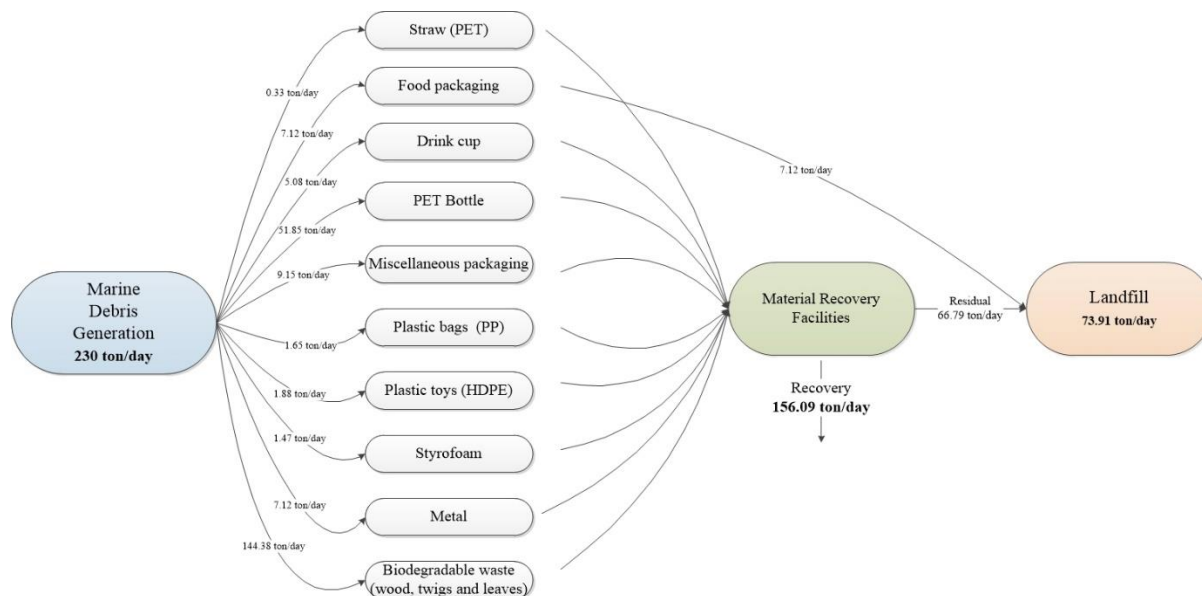 Straw (PET)
Food packaging
0.33 ton/day
7.12 ton/day
Drink cup
5.08 ton/day
7.12 ton/day
PET Bottle
51.85 ton/day
Miscellaneous packaging
9.15 ton/day
Marine
Debris
Generation
230 ton/day
Material Recovery
Facilities
Residual
66.79 ton/day
Landfill
73.91 ton/day
Plastic bags (PP)
1.65 ton/day
Plastic toys (HDPE)
1.88 ton/day
Recovery
156.09 ton/day
1.47 ton/day
Styrofoam
7.12 ton/day
Metal
144.38 ton/day
Biodegradable waste
(wood, twigs and leaves)